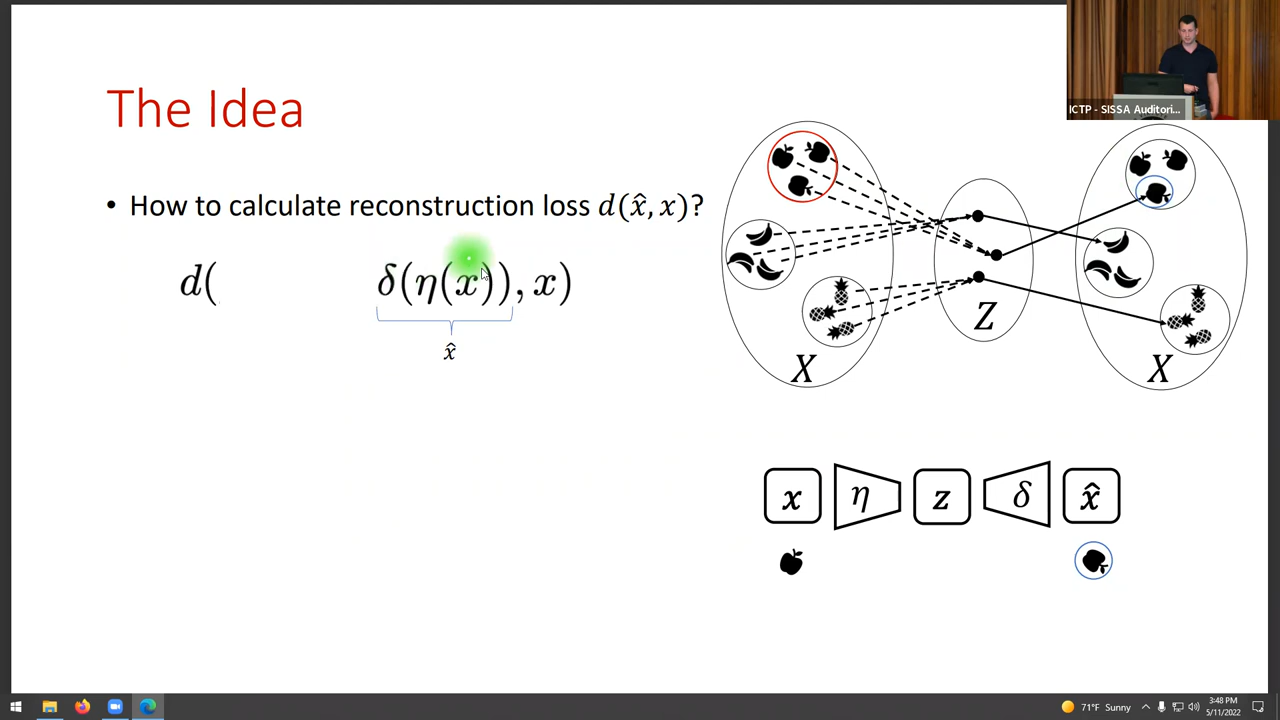 The Idea
ICTP - SISSA Auditori...
• How to calculate reconstruction loss d(x̂, x)?
d( δ(η(x)), x)
x̂
X
Z
X
x η z δ x̂
71°F Sunny
3:48 PM
5/11/2022